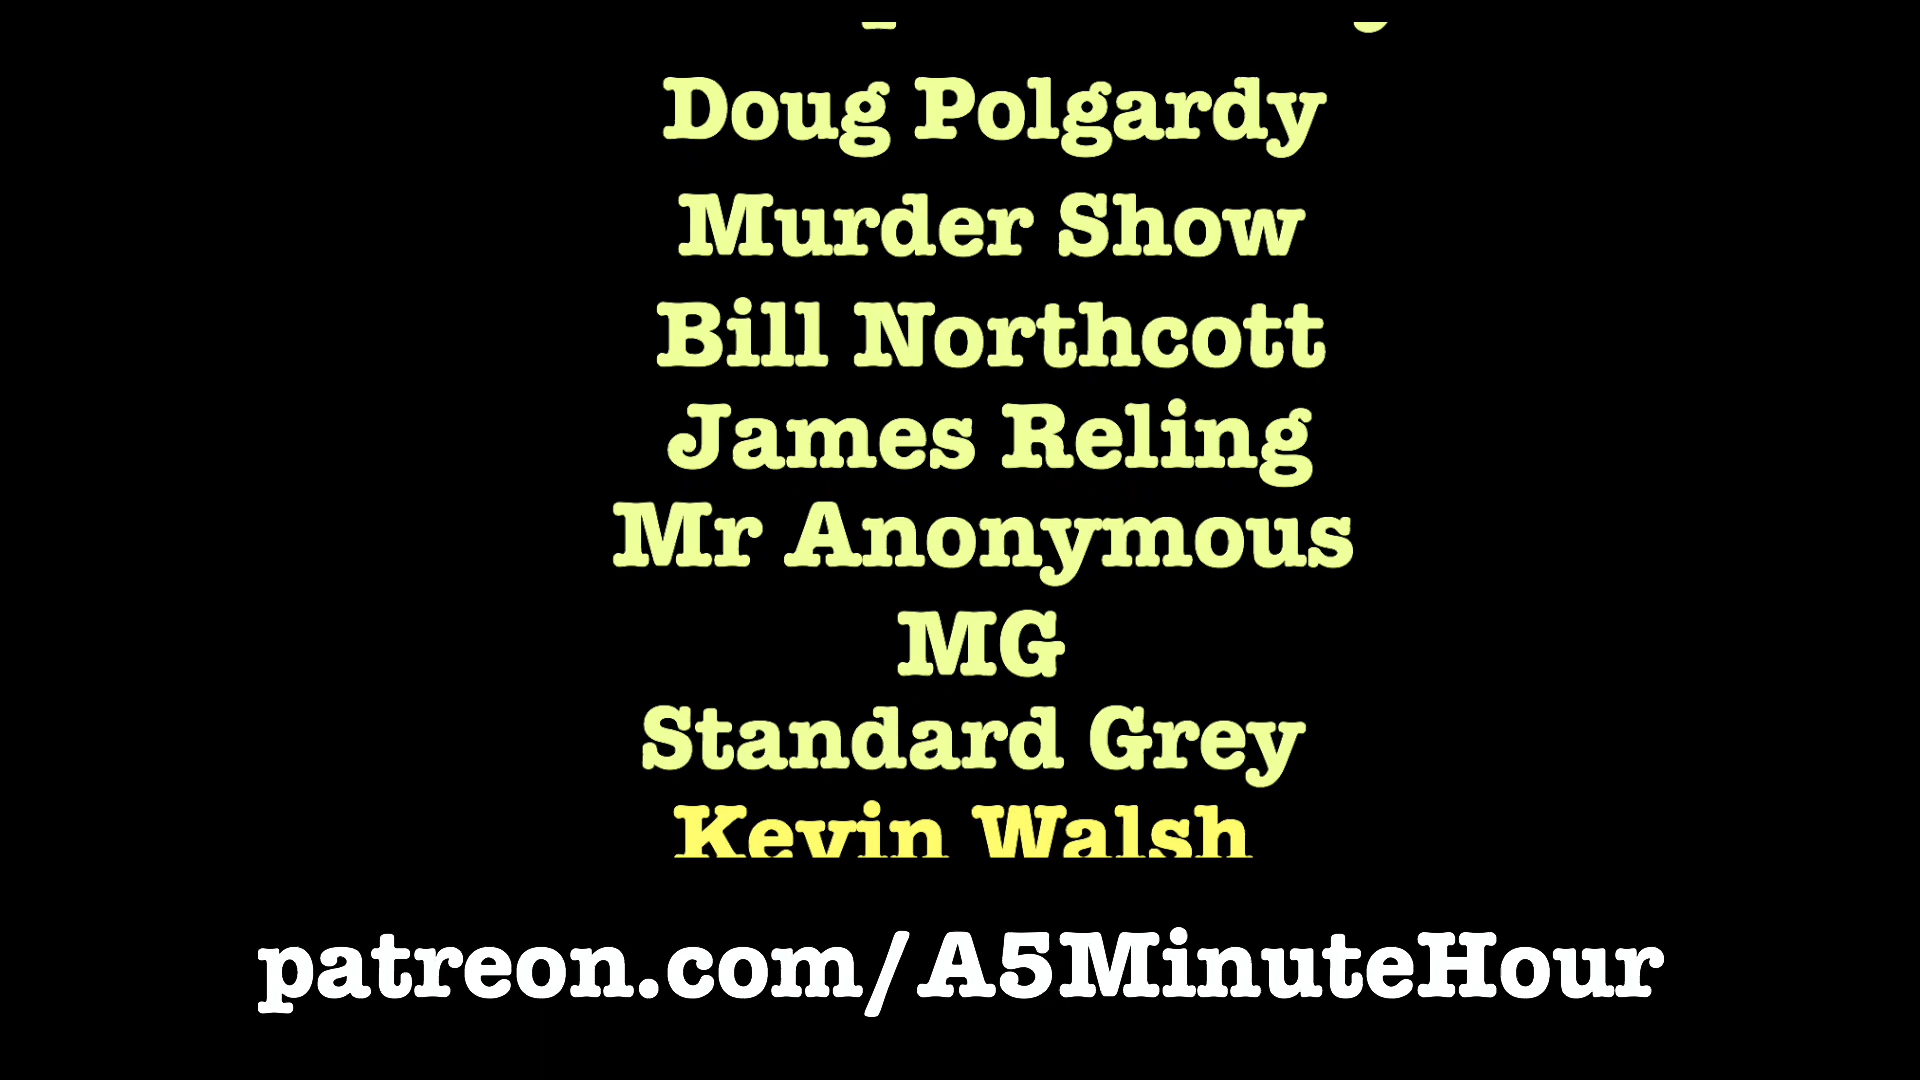 Doug Polgardy
Murder Show
Bill Northcott
James Reling
Mr Anonymous
MG
Standard Grey
Kevin Walsh
patreon.com/A5MinuteHour